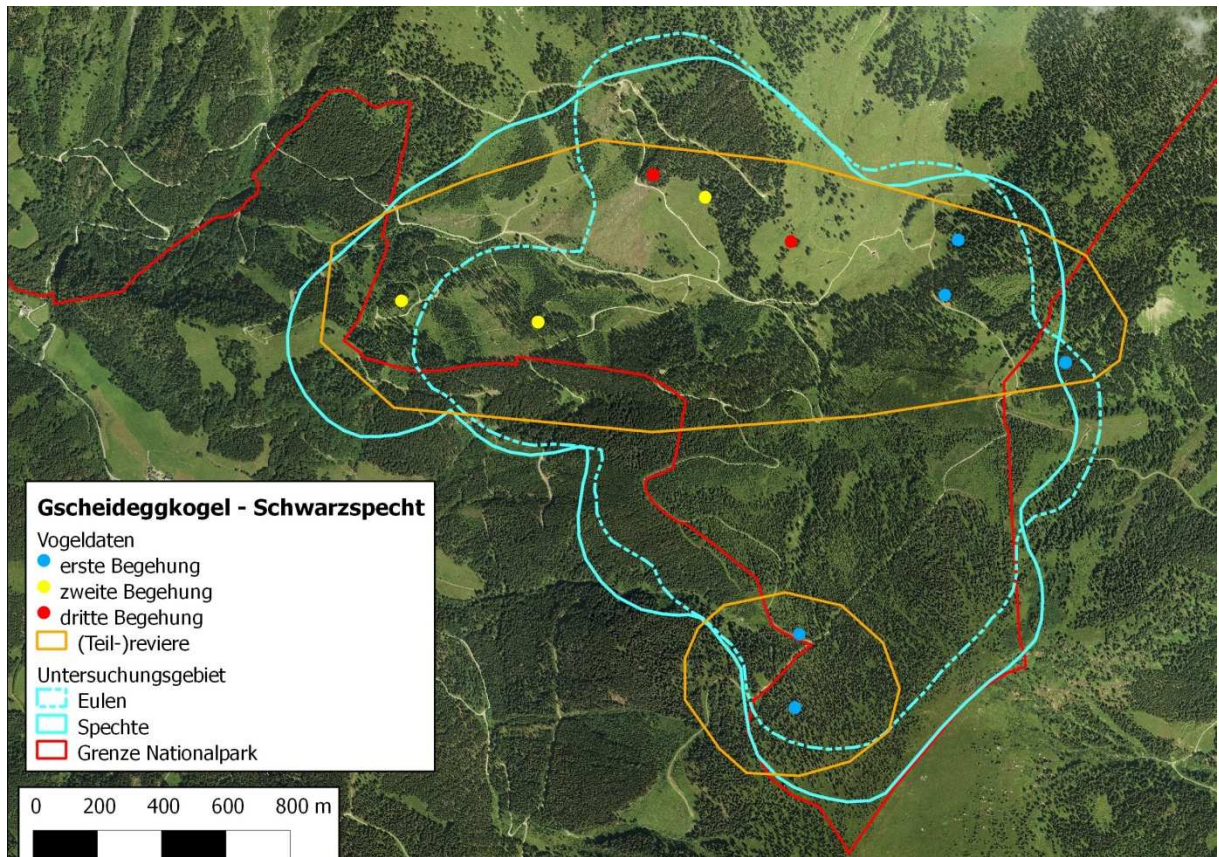 Gscheideggkogel - Schwarzspecht
Vogeldaten
erste Begehung
zweite Begehung
dritte Begehung
(Teil-)reviere
Untersuchungsgebiet
Eulen
Spechte
Grenze Nationalpark
0 200 400 600 800 m